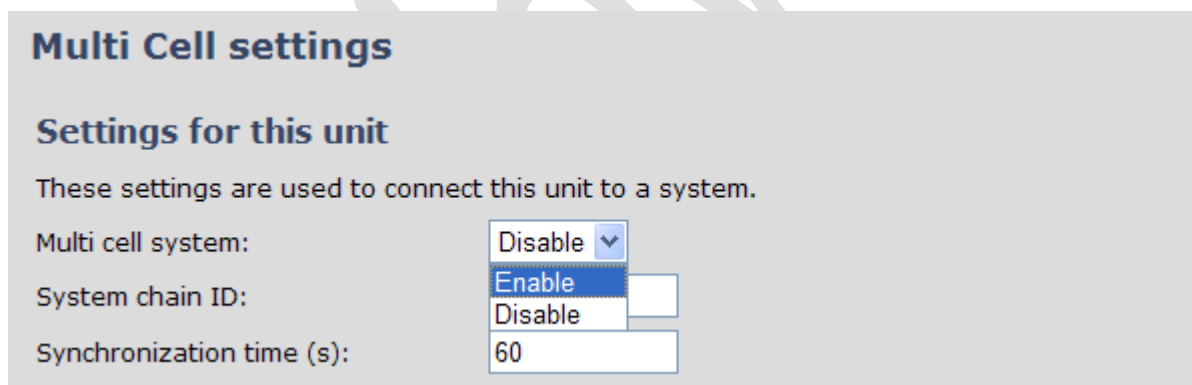 Multi Cell settings
Settings for this unit
These settings are used to connect this unit to a system.
Multi cell system: Disable
Enable
System chain ID:
Disable
Synchronization time (s): 60